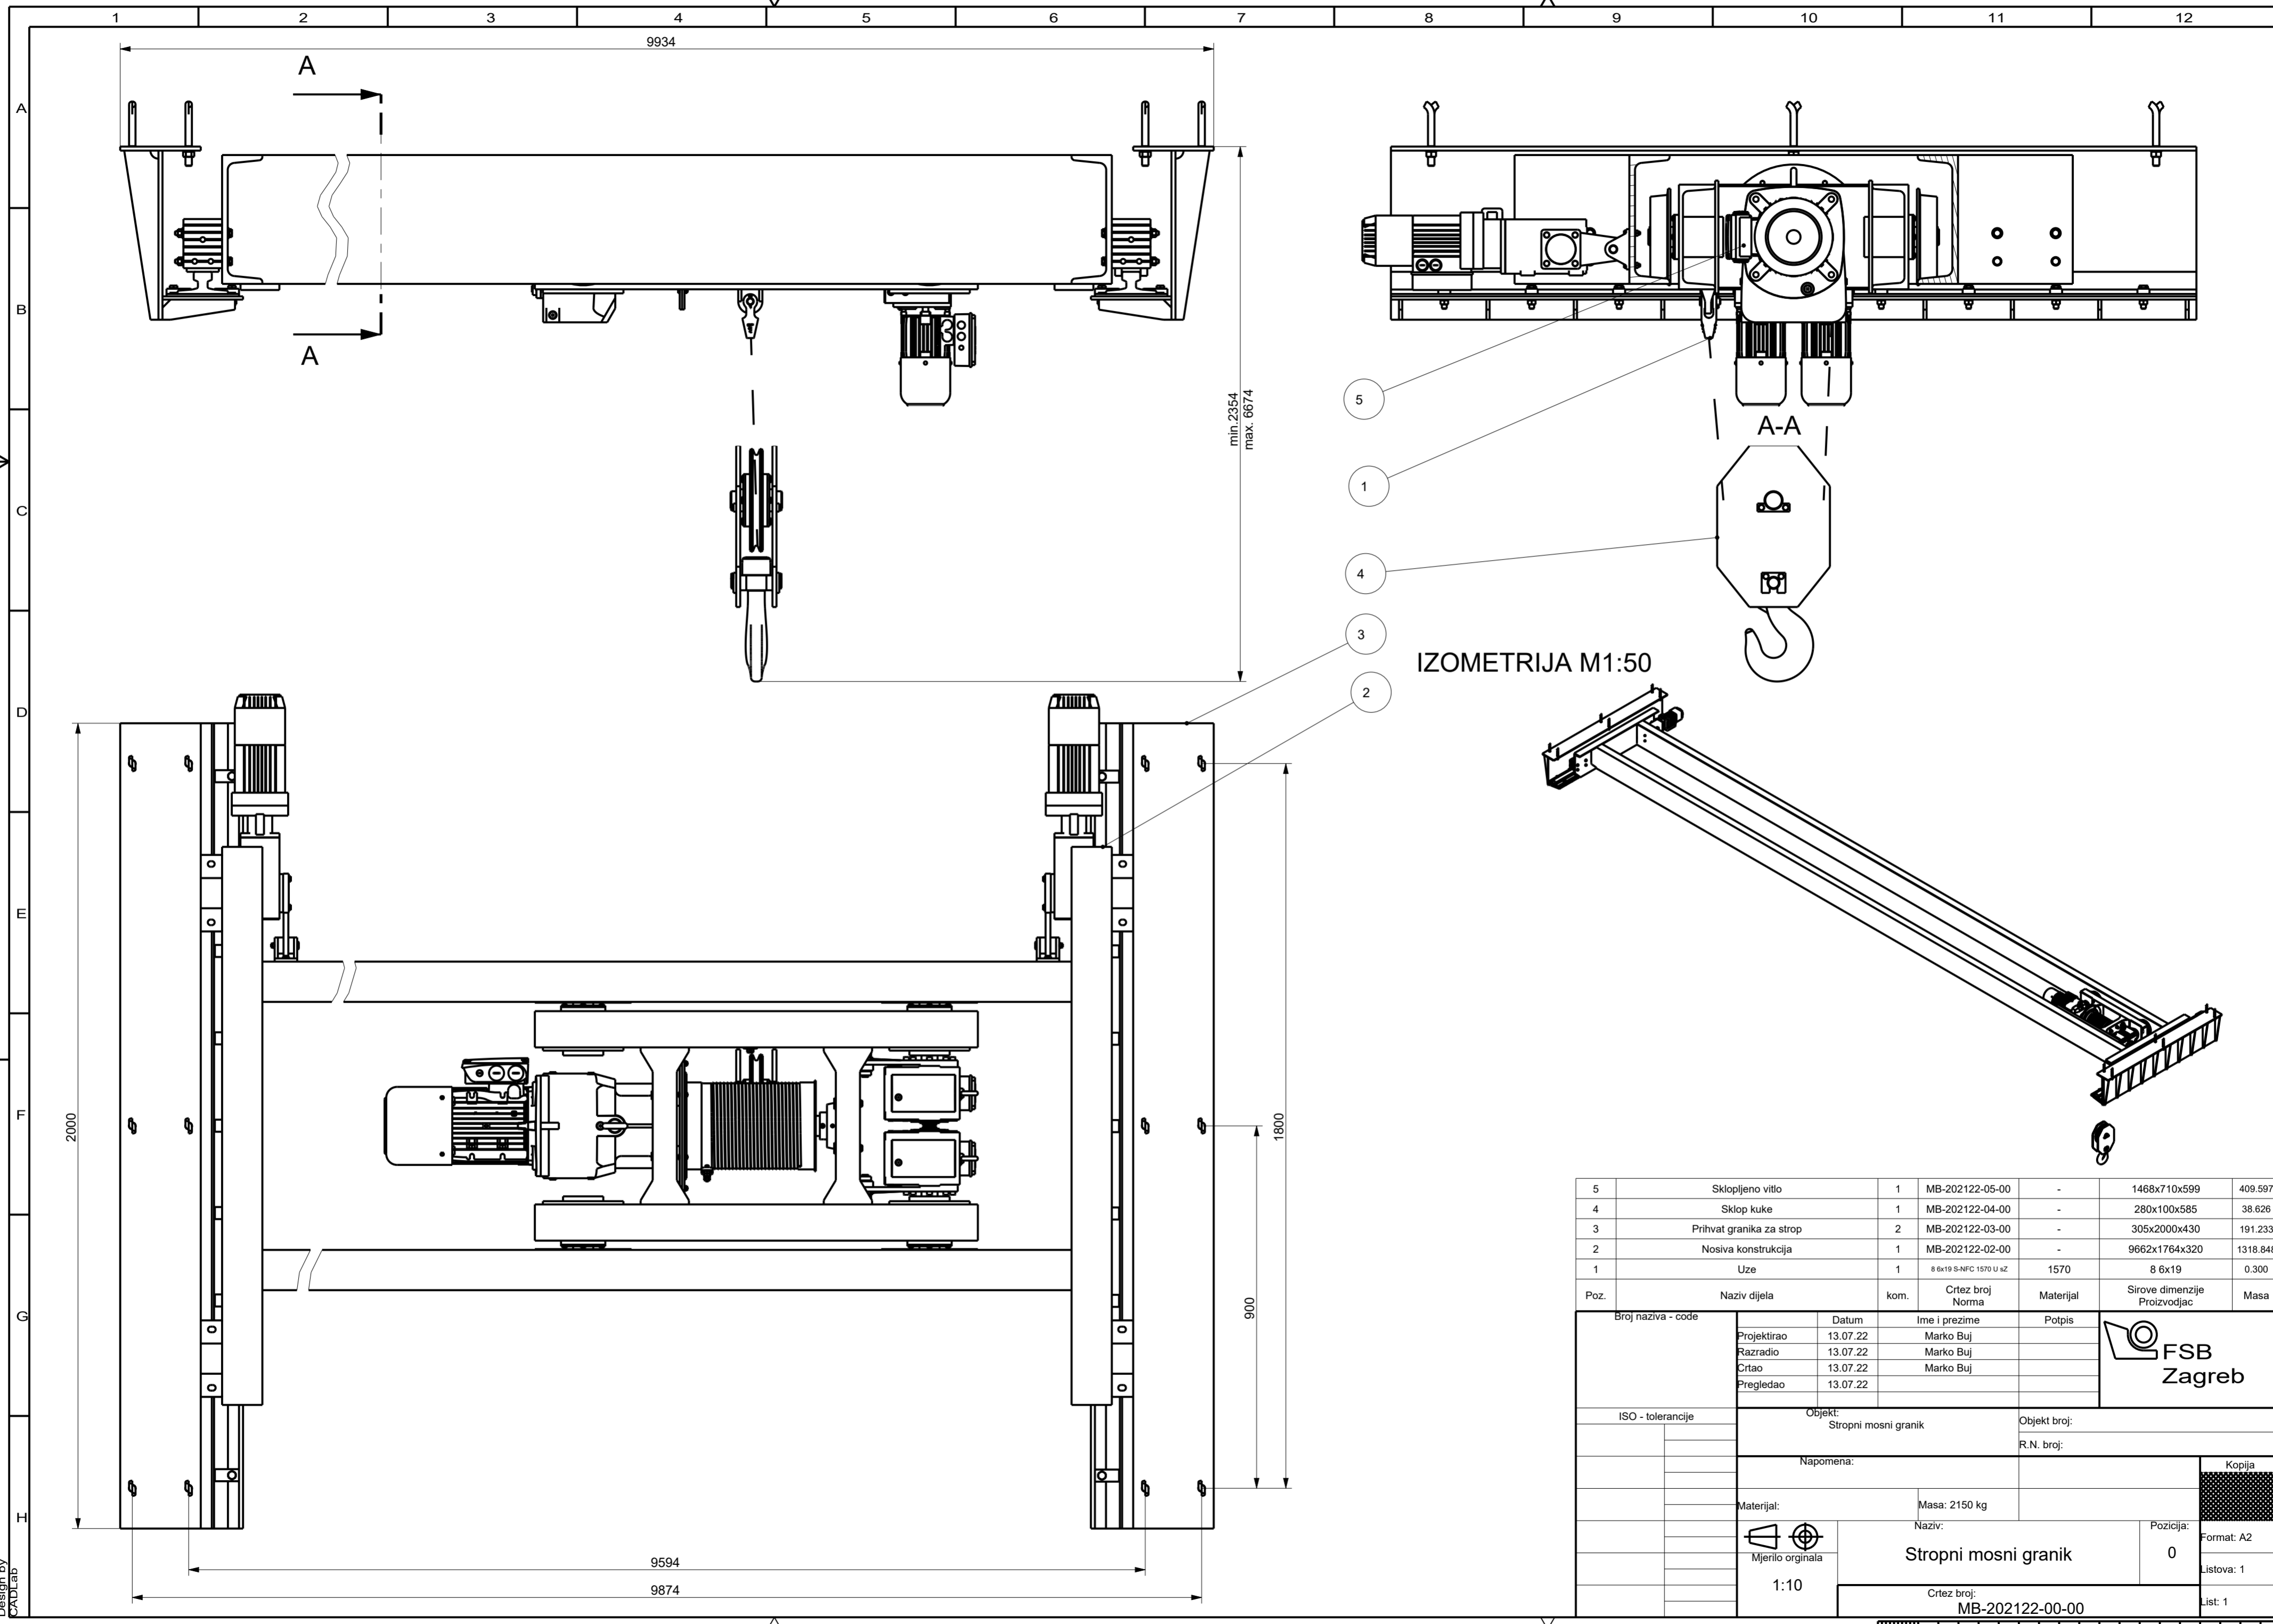 1 2 3 4 5 6 7 8 9 10 11 12
A
B
C
D
E
F
G
H
9934
A
A
min.2354
max. 6674
A-A
5
1
4
3
2
IZOMETRIJA M1:50
2000
1800
900
9594
9874
5 Sklopljeno vitlo 1 MB-202122-05-00 - 1468x710x599 409.597
4 Sklop kuke 1 MB-202122-04-00 - 280x100x585 38.626
3 Prihvat granika za strop 2 MB-202122-03-00 - 305x2000x430 191.233
2 Nosiva konstrukcija 1 MB-202122-02-00 - 9662x1764x320 1318.848
1 Uze 1 8 6x19 S-NFC 1570 U sZ 1570 8 6x19 0.300
Poz. Naziv dijela kom. Crtez broj Norma Materijal Sirove dimenzije Proizvodjac Masa
Broj naziva - code
Datum Ime i prezime Potpis
Projektirao 13.07.22 Marko Buj
Razradio 13.07.22 Marko Buj
Crtao 13.07.22 Marko Buj
Pregledao 13.07.22
FSB
Zagreb
ISO - tolerancije
Objekt:
Stropni mosni granik
Objekt broj:
R.N. broj:
Napomena:
Kopija
Materijal:
Masa: 2150 kg
Naziv:
Stropni mosni granik
Pozicija:
0
Format: A2
Mjerilo orginala
1:10
Listova: 1
Crtez broj:
MB-202122-00-00
List: 1
Design by
CADLab